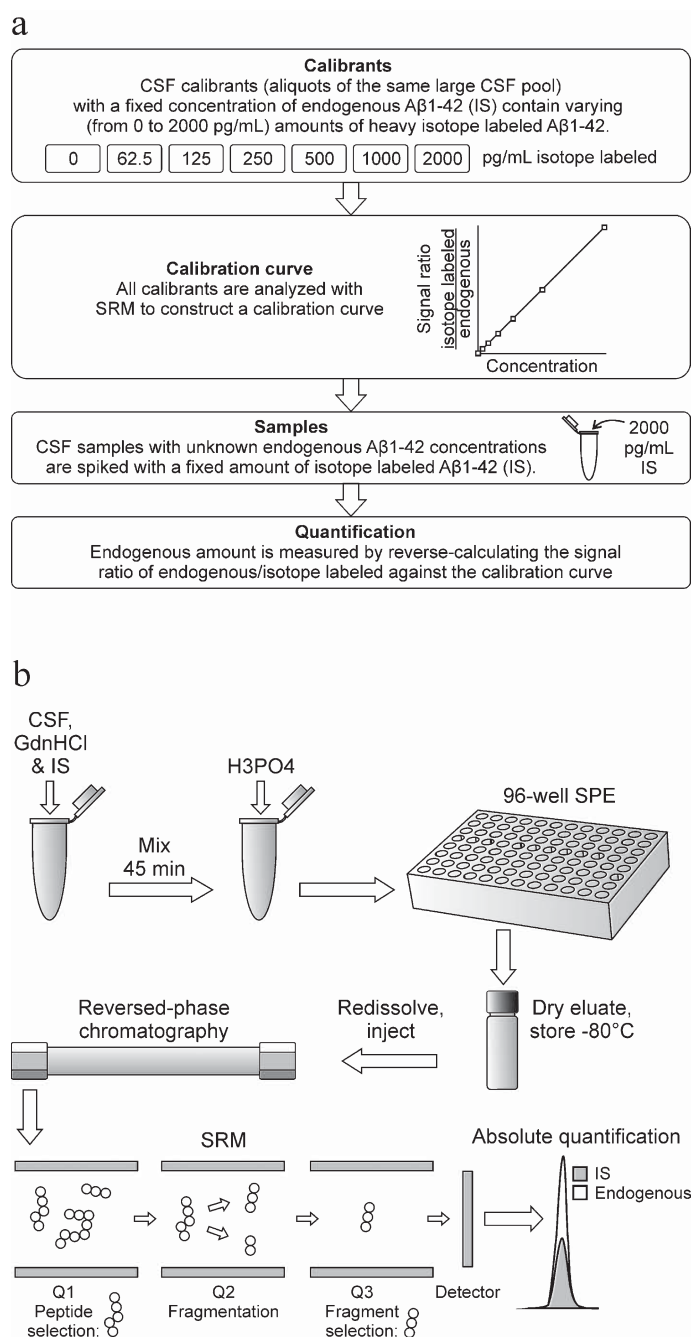 a
Calibrants
CSF calibrants (aliquots of the same large CSF pool)
with a fixed concentration of endogenous Aβ1-42 (IS) contain varying
(from 0 to 2000 pg/mL) amounts of heavy isotope labeled Aβ1-42.
0 62.5 125 250 500 1000 2000 pg/mL isotope labeled
Calibration curve
All calibrants are analyzed with
SRM to construct a calibration curve
Signal ratio
isotope labeled
endogenous
Concentration
Samples
CSF samples with unknown endogenous Aβ1-42 concentrations
are spiked with a fixed amount of isotope labeled Aβ1-42 (IS).
2000
pg/mL
IS
Quantification
Endogenous amount is measured by reverse-calculating the signal
ratio of endogenous/isotope labeled against the calibration curve
b
CSF,
GdnHCl
& IS
Mix
45 min
H3PO4
96-well SPE
Dry eluate,
store -80°C
Redissolve,
inject
Reversed-phase
chromatography
SRM
Q1
Peptide
selection:
Q2
Fragmentation
Q3
Fragment
selection:
Detector
Absolute quantification
IS
Endogenous